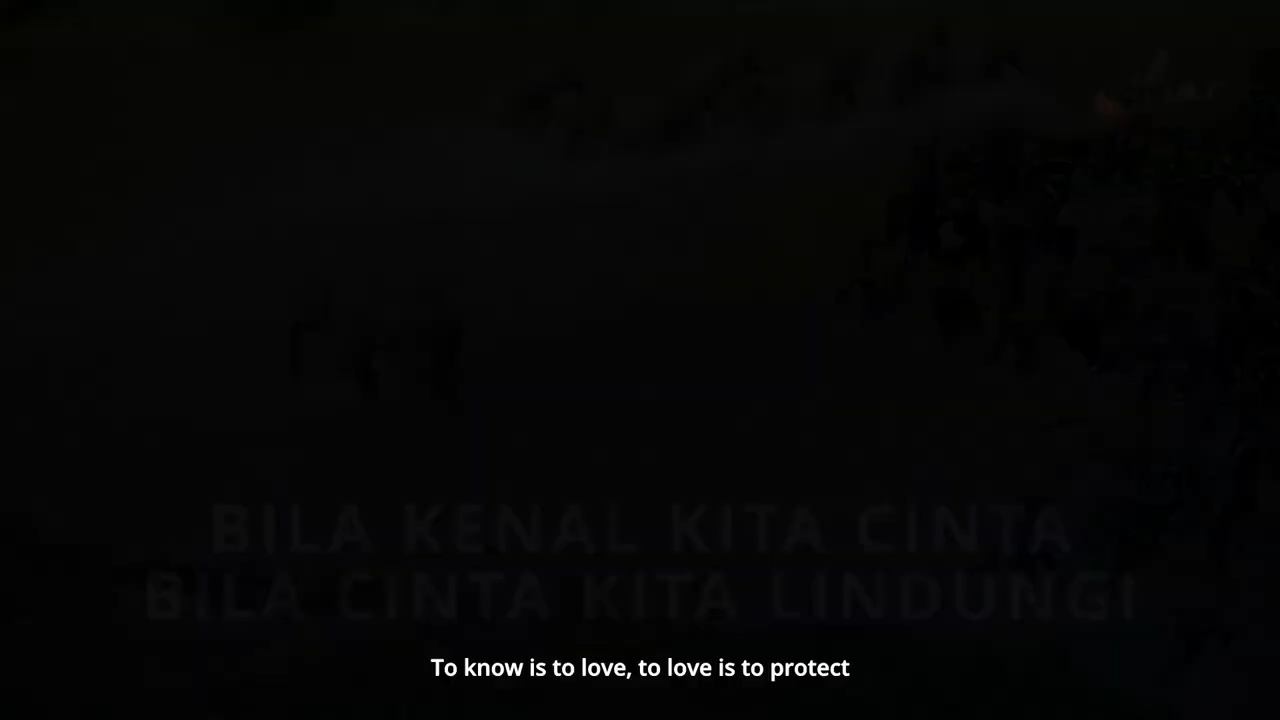 BILA KENAL KITA CINTA
BILA CINTA KITA LINDUNGI
To know is to love, to love is to protect